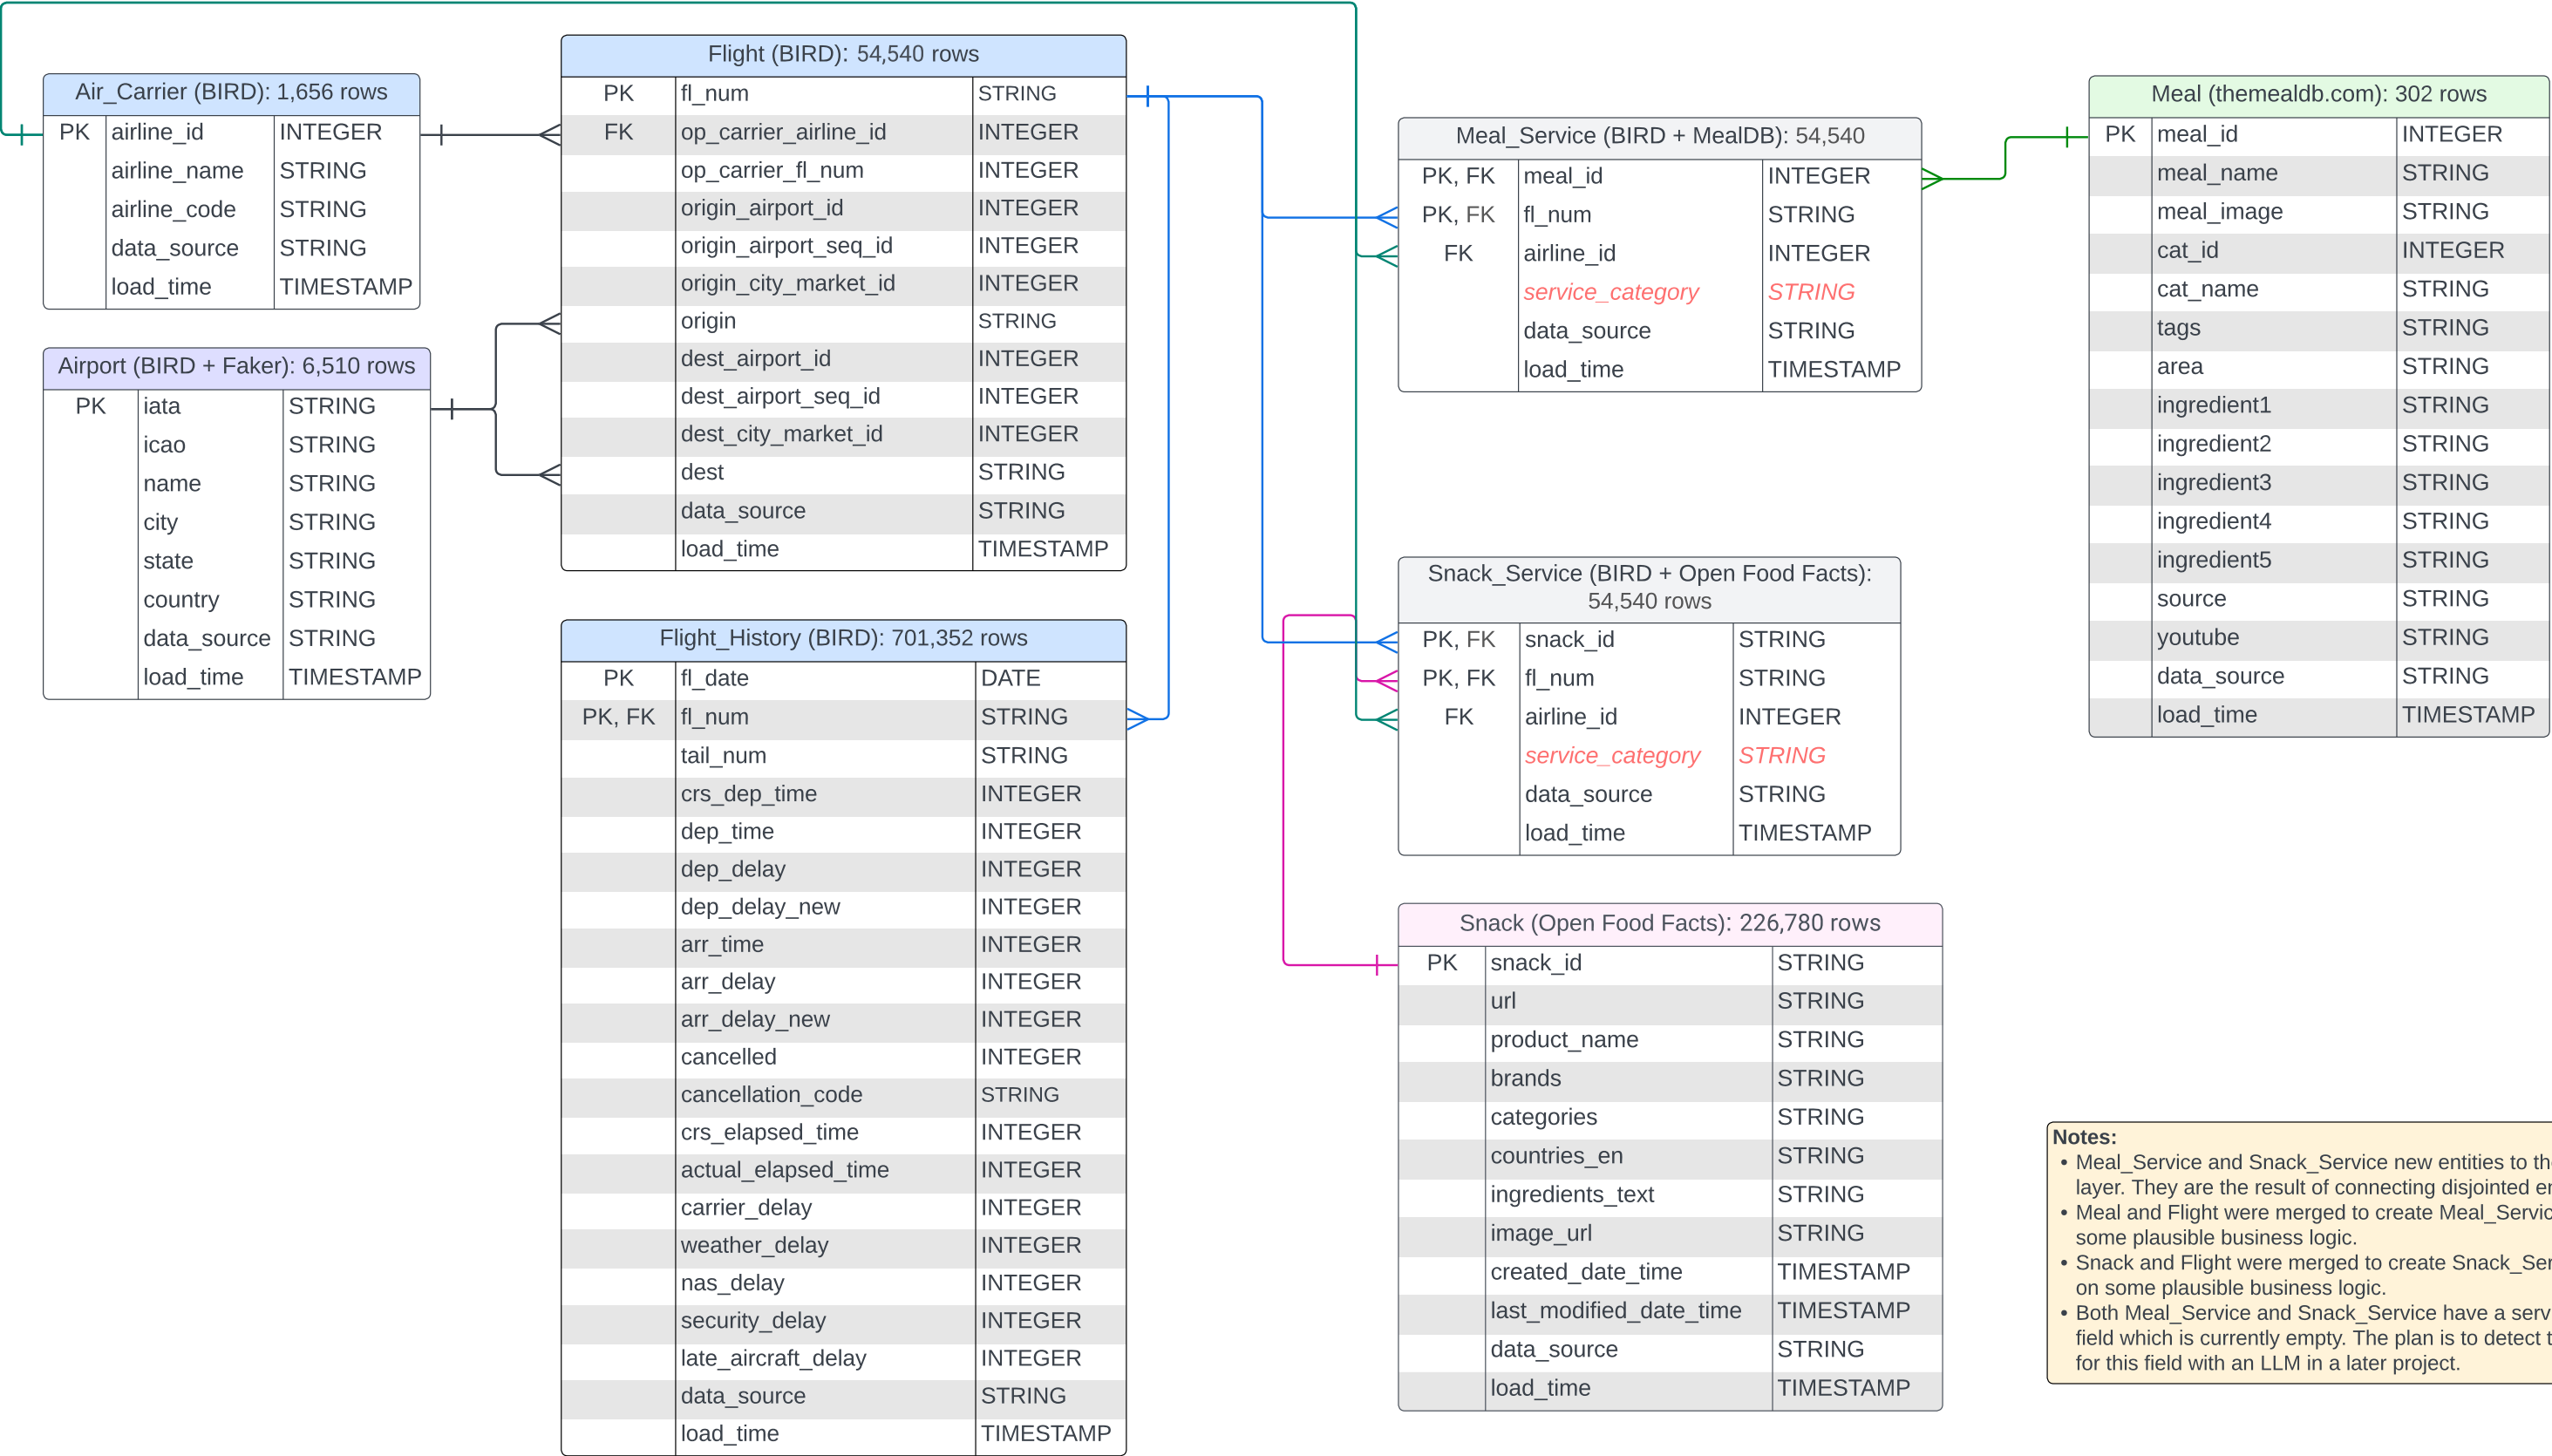 Air_Carrier (BIRD): 1,656 rows
PK airline_id INTEGER
airline_name STRING
airline_code STRING
data_source STRING
load_time TIMESTAMP
Airport (BIRD + Faker): 6,510 rows
PK iata STRING
icao STRING
name STRING
city STRING
state STRING
country STRING
data_source STRING
load_time TIMESTAMP
Flight (BIRD): 54,540 rows
PK fl_num STRING
FK op_carrier_airline_id INTEGER
op_carrier_fl_num INTEGER
origin_airport_id INTEGER
origin_airport_seq_id INTEGER
origin_city_market_id INTEGER
origin STRING
dest_airport_id INTEGER
dest_airport_seq_id INTEGER
dest_city_market_id INTEGER
dest STRING
data_source STRING
load_time TIMESTAMP
Flight_History (BIRD): 701,352 rows
PK fl_date DATE
PK, FK fl_num STRING
tail_num STRING
crs_dep_time INTEGER
dep_time INTEGER
dep_delay INTEGER
dep_delay_new INTEGER
arr_time INTEGER
arr_delay INTEGER
arr_delay_new INTEGER
cancelled INTEGER
cancellation_code STRING
crs_elapsed_time INTEGER
actual_elapsed_time INTEGER
carrier_delay INTEGER
weather_delay INTEGER
nas_delay INTEGER
security_delay INTEGER
late_aircraft_delay INTEGER
data_source STRING
load_time TIMESTAMP
Meal_Service (BIRD + MealDB): 54,540
PK, FK meal_id INTEGER
PK, FK fl_num STRING
FK airline_id INTEGER
service_category STRING
data_source STRING
load_time TIMESTAMP
Snack_Service (BIRD + Open Food Facts):
54,540 rows
PK, FK snack_id STRING
PK, FK fl_num STRING
FK airline_id INTEGER
service_category STRING
data_source STRING
load_time TIMESTAMP
Snack (Open Food Facts): 226,780 rows
PK snack_id STRING
url STRING
product_name STRING
brands STRING
categories STRING
countries_en STRING
ingredients_text STRING
image_url STRING
created_date_time TIMESTAMP
last_modified_date_time TIMESTAMP
data_source STRING
load_time TIMESTAMP
Meal (themealdb.com): 302 rows
PK meal_id INTEGER
meal_name STRING
meal_image STRING
cat_id INTEGER
cat_name STRING
tags STRING
area STRING
ingredient1 STRING
ingredient2 STRING
ingredient3 STRING
ingredient4 STRING
ingredient5 STRING
source STRING
youtube STRING
data_source STRING
load_time TIMESTAMP
Notes:
• Meal_Service and Snack_Service new entities to
layer. They are the result of connecting disjointed
• Meal and Flight were merged to create
some plausible business logic.
• Snack and Flight were merged to create
on some plausible business logic.
• Both Meal_Service and Snack_Service have a
field which is currently empty. The plan is to detect
for this field with an LLM in a later project.